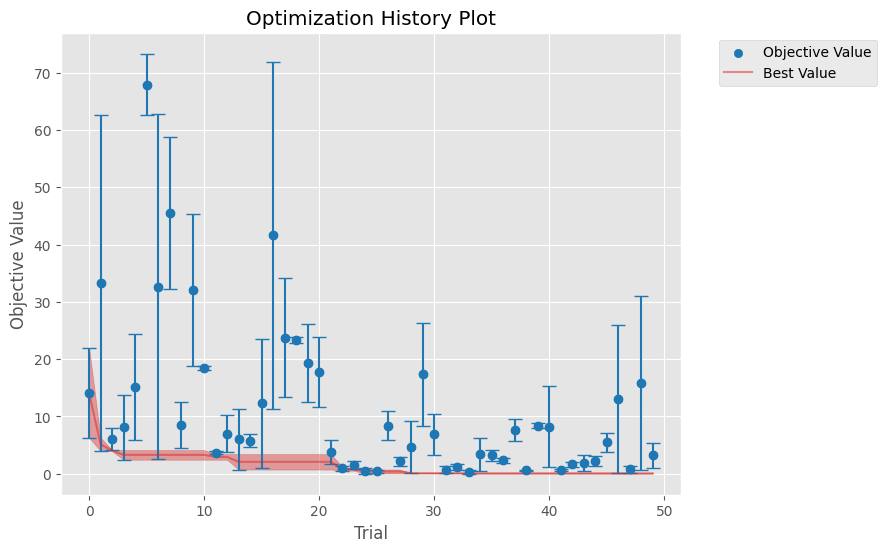 Optimization History Plot
Objective Value
Best Value
Objective Value
70
60
50
40
30
20
10
0
0 10 20 30 40 50
Trial